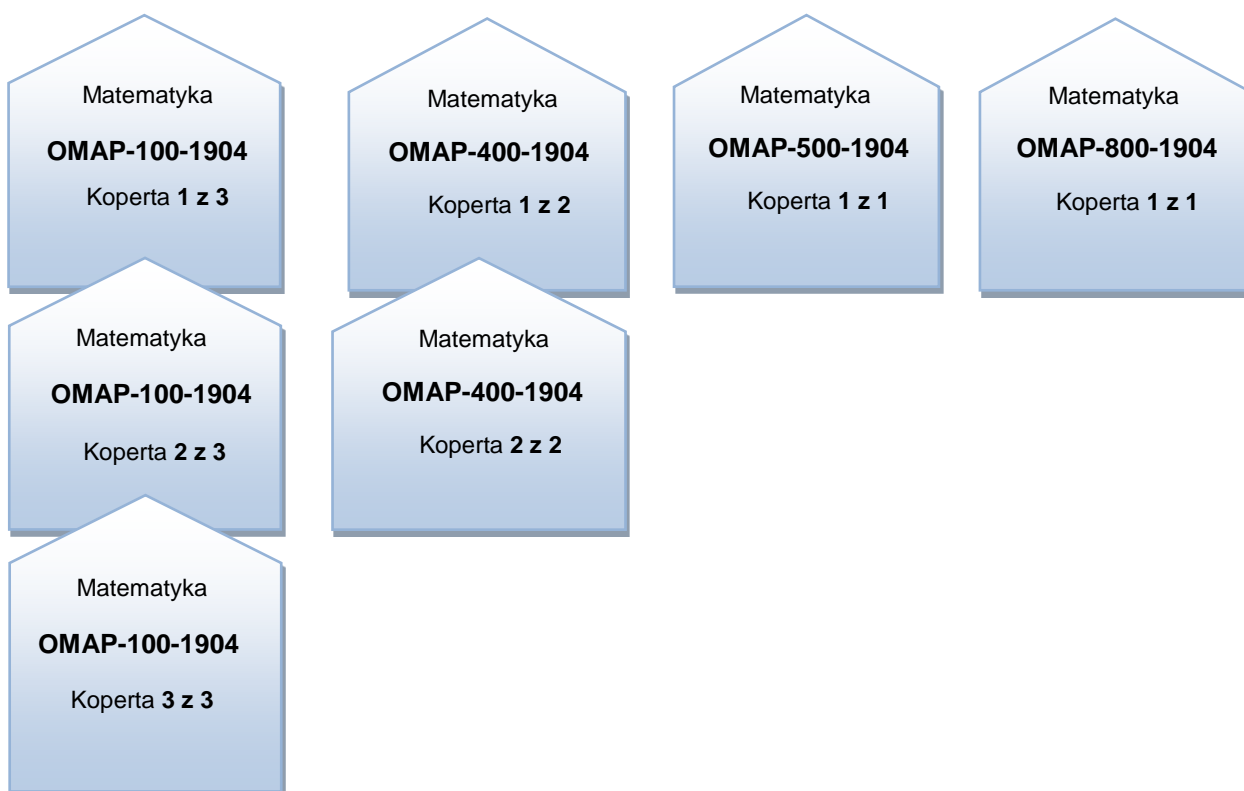 Matematyka
OMAP-100-1904
Koperta 1 z 3
Matematyka
OMAP-400-1904
Koperta 1 z 2
Matematyka
OMAP-500-1904
Koperta 1 z 1
Matematyka
OMAP-800-1904
Koperta 1 z 1
Matematyka
OMAP-100-1904
Koperta 2 z 3
Matematyka
OMAP-400-1904
Koperta 2 z 2
Matematyka
OMAP-100-1904
Koperta 3 z 3